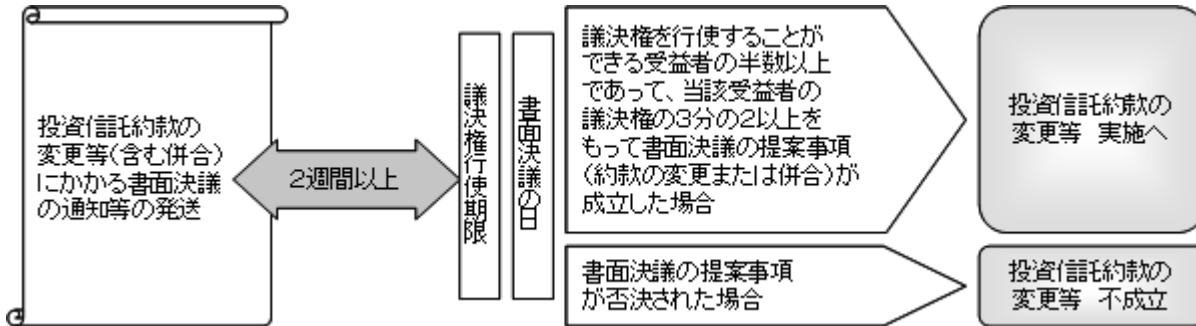 投資信託約款の
変更等(含む併合)
にかかる書面決議
の通知等の発送
2週間以上
議決権行使期限
書面決議の日
議決権を行使することが
できる受益者の半数以上
であって、当該受益者の
議決権の3分の2以上を
もって書面決議の提案事項
(約款の変更または併合)が
成立した場合
投資信託約款の
変更等 実施へ
書面決議の提案事項
が否決された場合
投資信託約款の
変更等 不成立